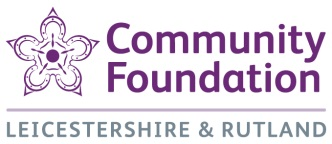 Community
Foundation
LEICESTERSHIRE & RUTLAND